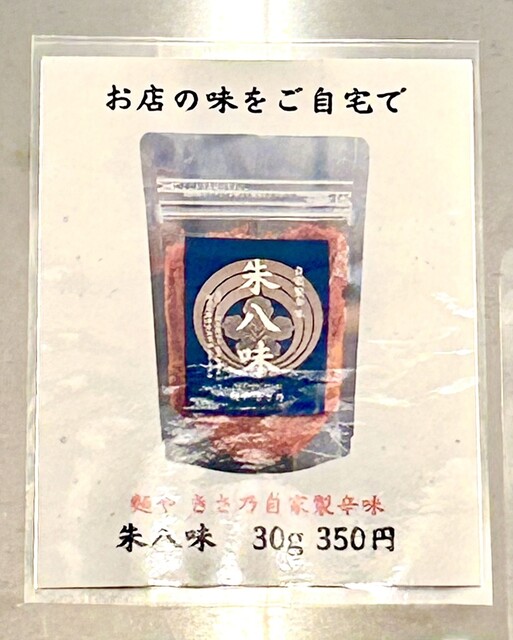 お店の味をご自宅で
朱八味
麺や きさ乃自家製辛味
朱八味 30g 350円